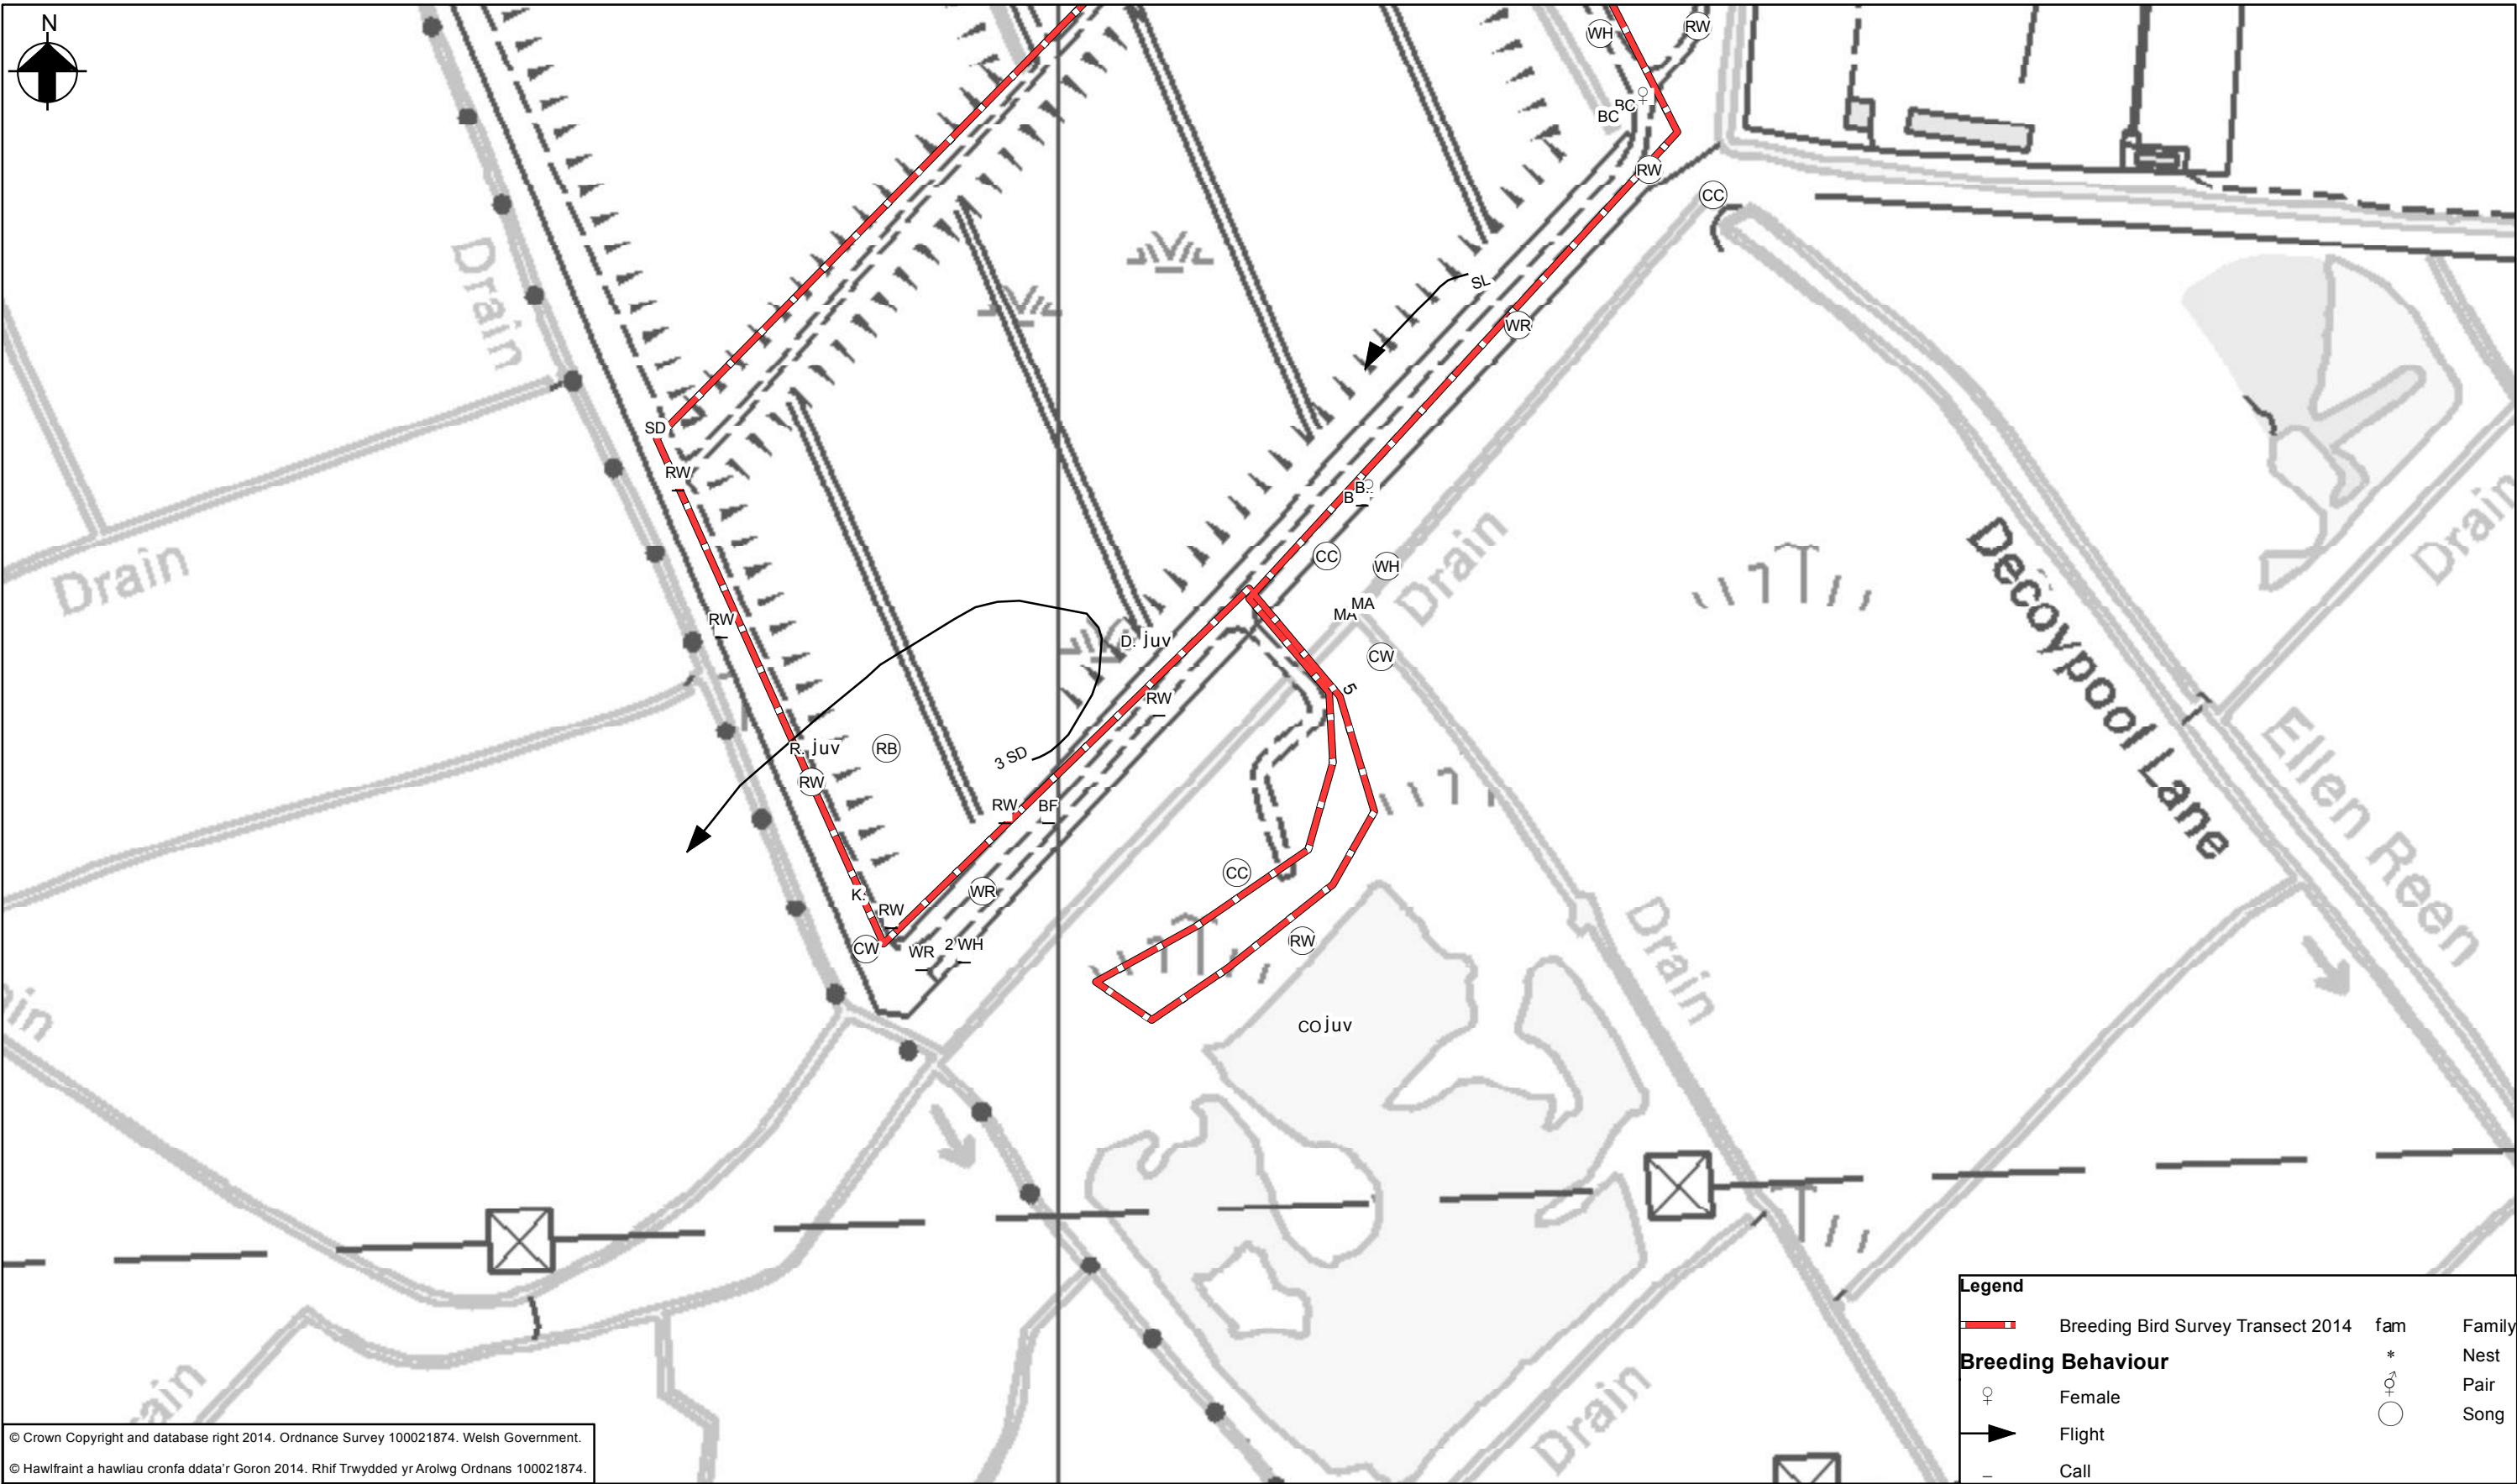 N
WH
RW
BC♀
BC
RW
CC
Drain
SL
WR
SD
RW
B.♀
B
Drain
Drain
Drain
Decoypool Lane
CC
WH
MA
MA
RW
D. juv
CW
5
RW
Ellen Reen
R. juv
RB
3 SD
RW
RW
BF
CC
K.
RW
WR
CW
WR
2 WH
RW
Drain
CO juv
Drain
Legend
Breeding Bird Survey Transect 2014
fam
Family
Breeding Behaviour
*
Nest
♀
Female
⚥
Pair
Song
Flight
_
Call
© Crown Copyright and database right 2014. Ordnance Survey 100021874. Welsh Government.
© Hawlfraint a hawliau cronfa ddata'r Goron 2014. Rhif Trwydded yr Arolwg Ordnans 100021874.